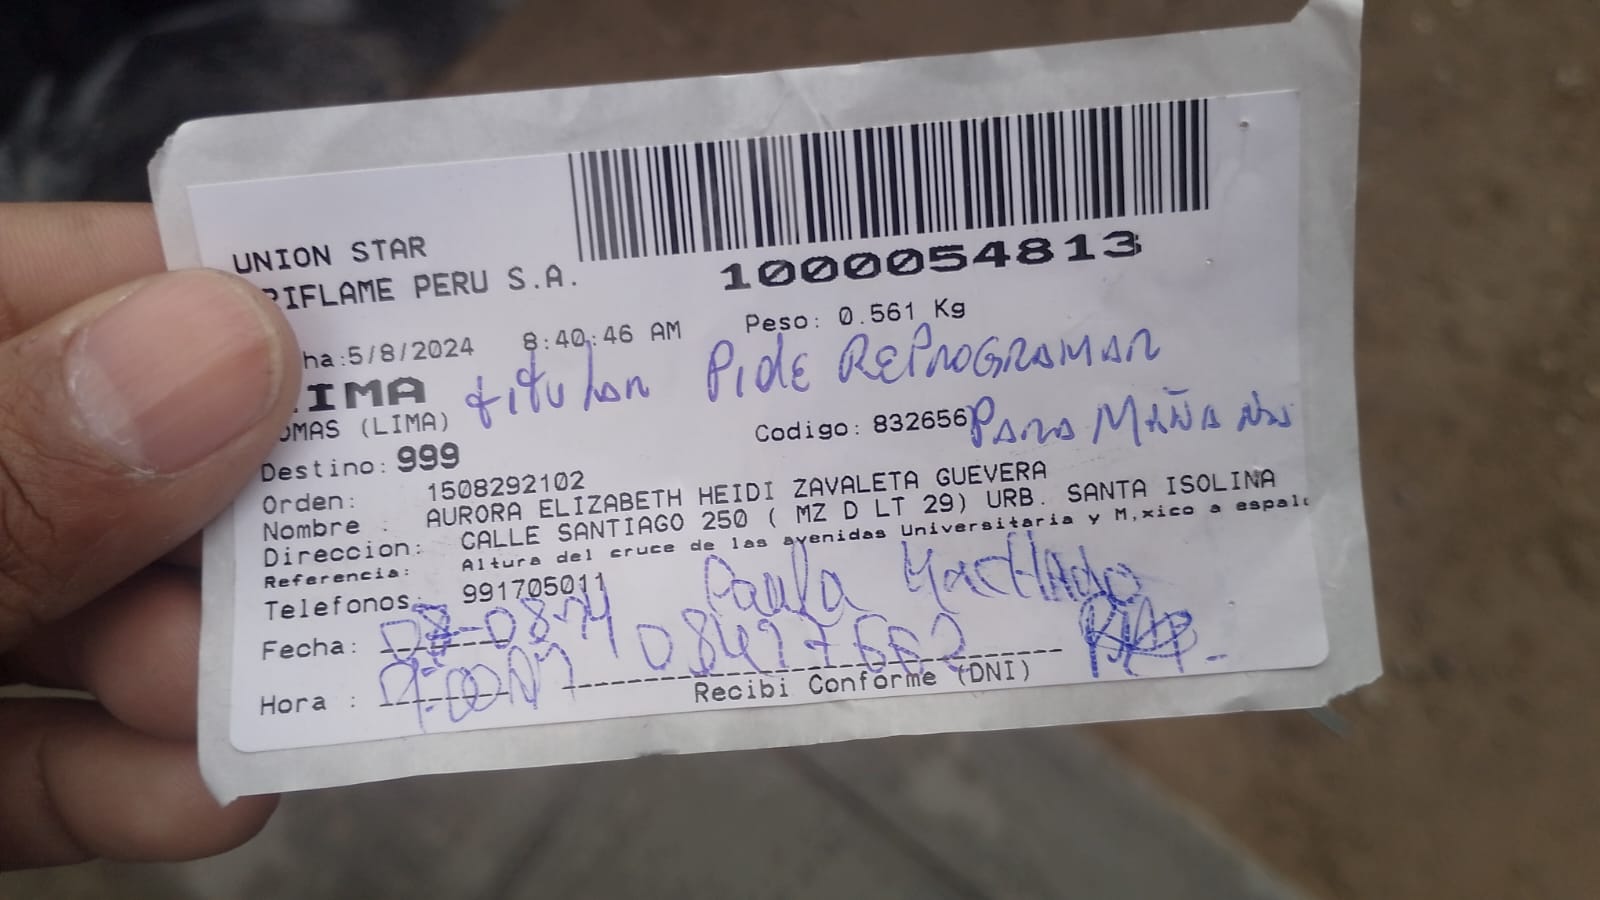 UNION STAR
RIFLAME PERU S.A.
1000054813
ha:5/8/2024 8:40:46 AM Peso: 0.561 Kg
IMA
titular Pide REPROGRAMAR
OMAS (LIMA)
Codigo: 832656
PARA MAÑANA
Destino: 999
Orden: 1508292102
Nombre : AURORA ELIZABETH HEIDI ZAVALETA GUEVERA
Direccion: CALLE SANTIAGO 250 ( MZ D LT 29) URB. SANTA ISOLINA
Referencia: Altura del cruce de las avenidas Universitaria y M,xico a espal
Telefonos: 991705011
Paula Machado
Fecha:
08497662
Hora :
Recibi Conforme (DNI)